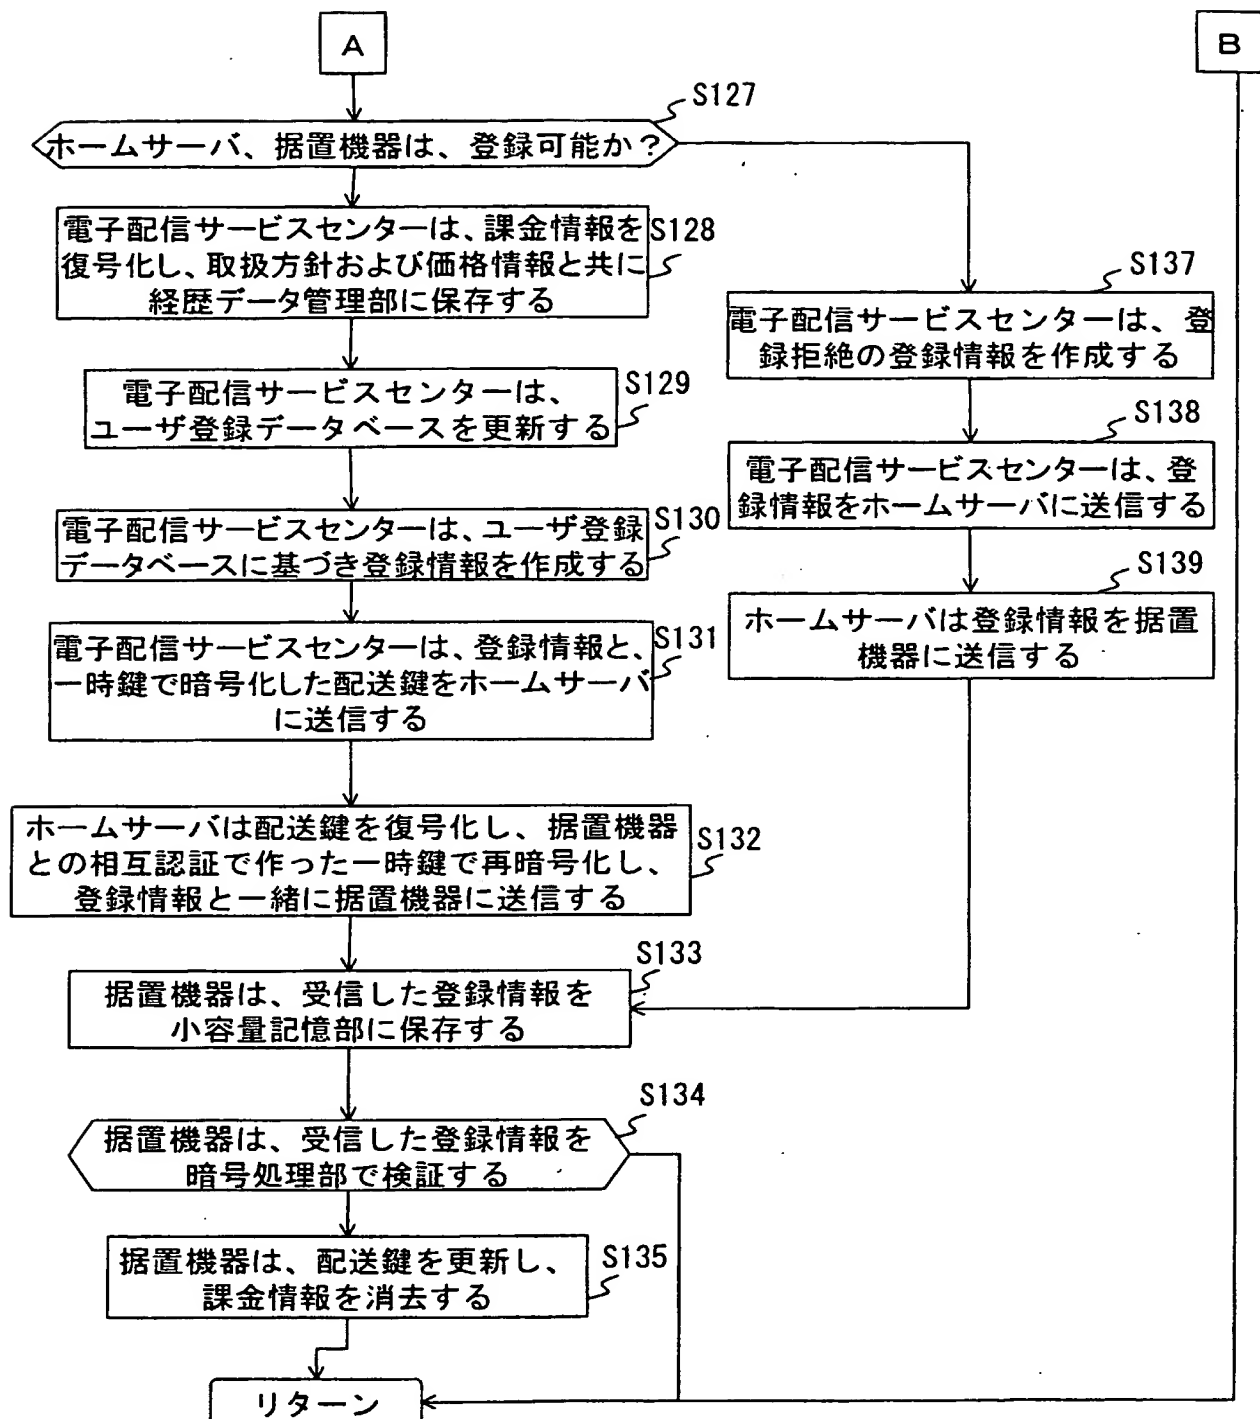 A
B
S127
ホームサーバ、据置機器は、登録可能か？
電子配信サービスセンターは、課金情報を
復号化し、取扱方針および価格情報と共に
経歴データ管理部に保存する
S128
電子配信サービスセンターは、
ユーザ登録データベースを更新する
S129
電子配信サービスセンターは、ユーザ登録
データベースに基づき登録情報を作成する
S130
電子配信サービスセンターは、登録情報と、
一時鍵で暗号化した配送鍵をホームサーバ
に送信する
S131
ホームサーバは配送鍵を復号化し、据置機器
との相互認証で作った一時鍵で再暗号化し、
登録情報と一緒に据置機器に送信する
S132
S137
電子配信サービスセンターは、登
録拒絶の登録情報を作成する
S138
電子配信サービスセンターは、登
録情報をホームサーバに送信する
S139
ホームサーバは登録情報を据置
機器に送信する
S133
据置機器は、受信した登録情報を
小容量記憶部に保存する
S134
据置機器は、受信した登録情報を
暗号処理部で検証する
据置機器は、配送鍵を更新し、
課金情報を消去する
S135
リターン